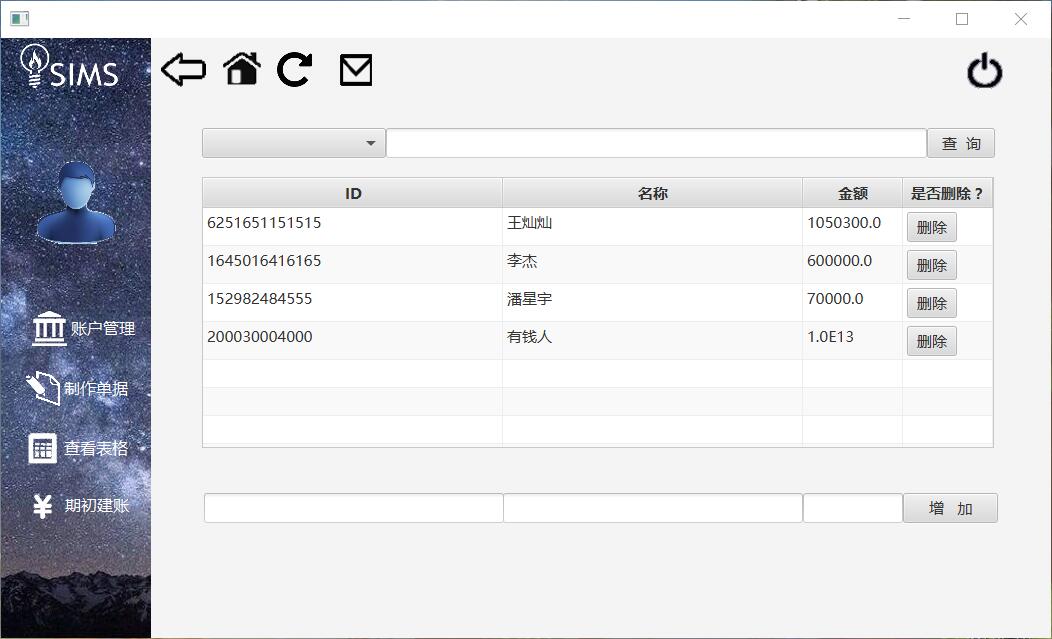 SIMS
账户管理
制作单据
查看表格
期初建账
查 询
ID 名称 金额 是否删除？
6251651151515 王灿灿 1050300.0 删除
1645016416165 李杰 600000.0 删除
152982484555 潘星宇 70000.0 删除
200030004000 有钱人 1.0E13 删除
增 加